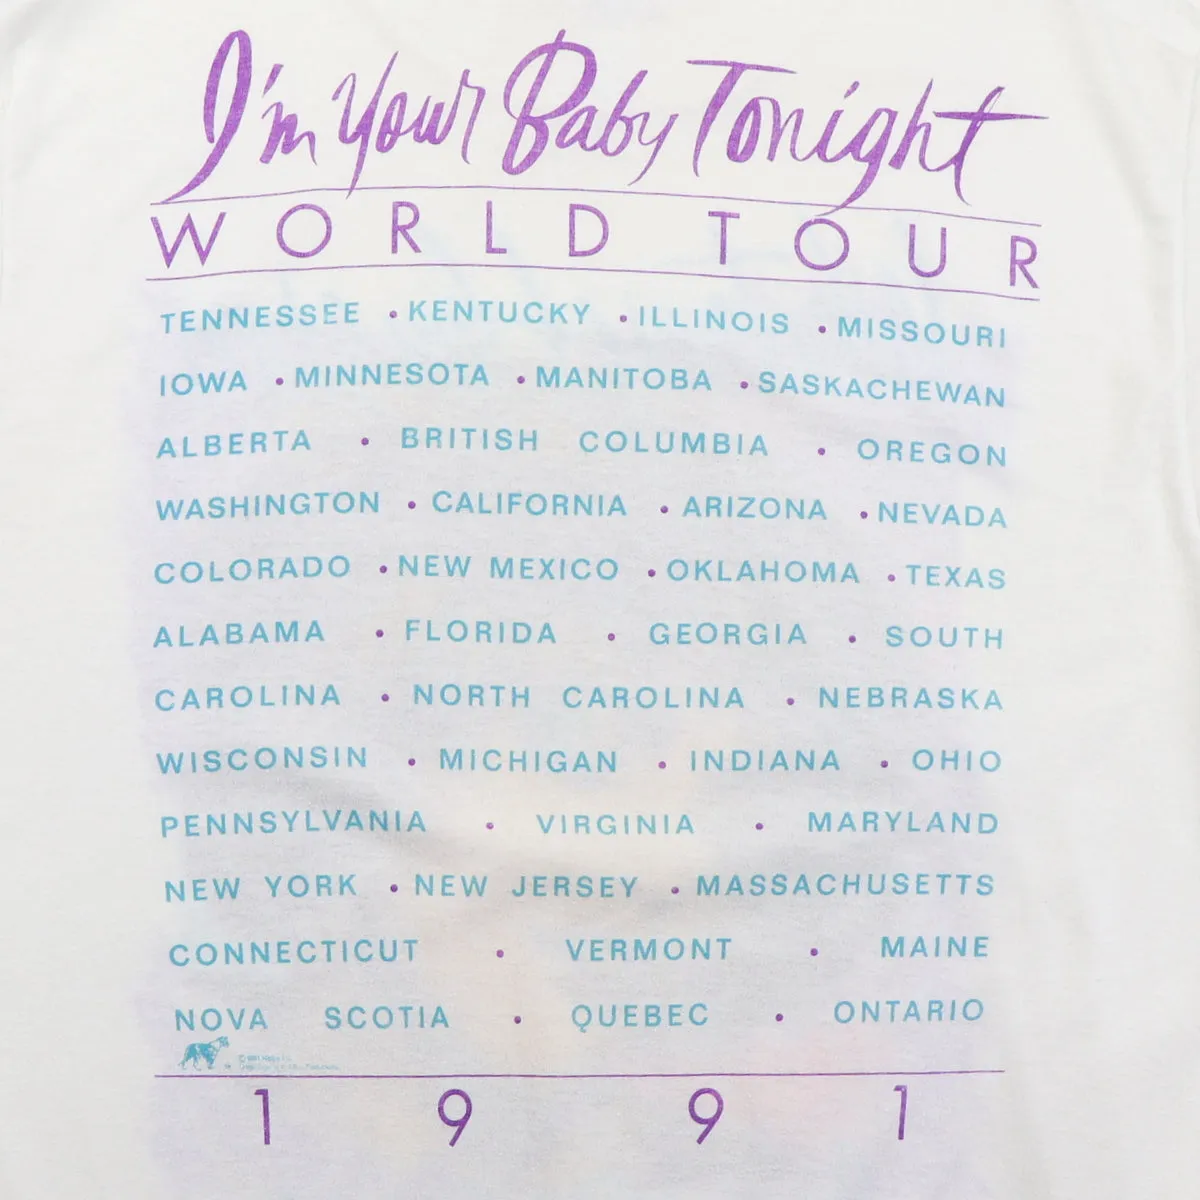 I'm Your Baby Tonight
WORLD TOUR
TENNESSEE • KENTUCKY • ILLINOIS • MISSOURI
IOWA • MINNESOTA • MANITOBA • SASKACHEWAN
ALBERTA • BRITISH COLUMBIA • OREGON
WASHINGTON • CALIFORNIA • ARIZONA • NEVADA
COLORADO • NEW MEXICO • OKLAHOMA • TEXAS
ALABAMA • FLORIDA • GEORGIA • SOUTH
CAROLINA • NORTH CAROLINA • NEBRASKA
WISCONSIN • MICHIGAN • INDIANA • OHIO
PENNSYLVANIA • VIRGINIA • MARYLAND
NEW YORK • NEW JERSEY • MASSACHUSETTS
CONNECTICUT • VERMONT • MAINE
NOVA SCOTIA • QUEBEC • ONTARIO
1991